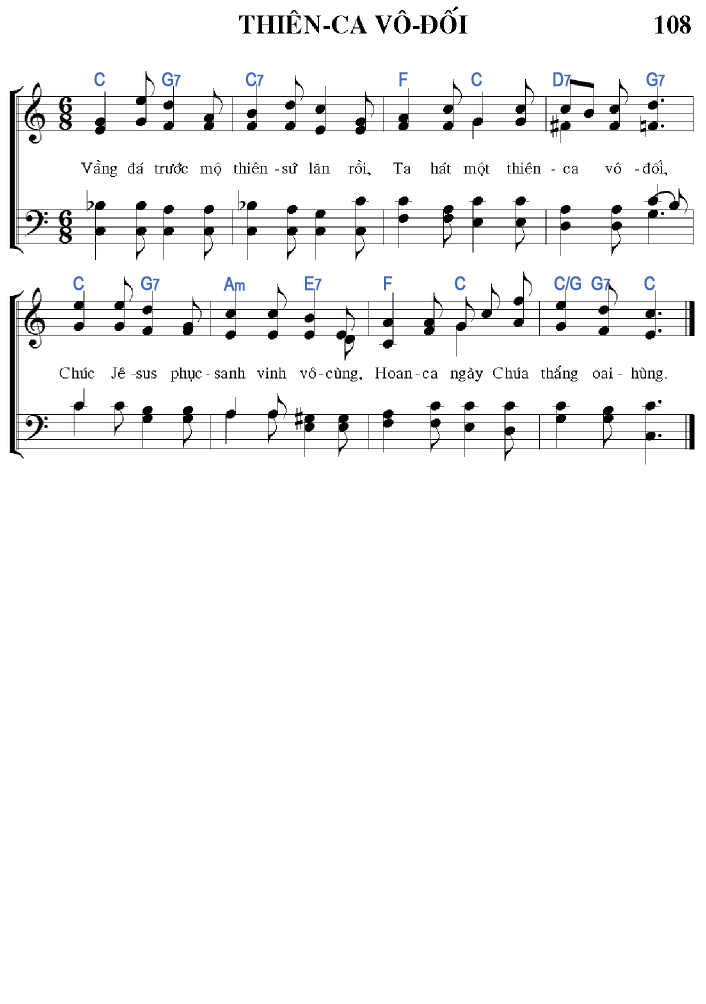 THIÊN-CA VÔ-ĐỐI 108
C G7 C7 F C D7 G7
6 8
Vầng đá trước mộ thiên-sứ lăn rồi, Ta hát một thiên-ca vô-đối,
6 8
C G7 Am E7 F C C/G G7 C
Chúc Jê-sus phục-sanh vinh vô-cùng, Hoan-ca ngày Chúa thắng oai-hùng.